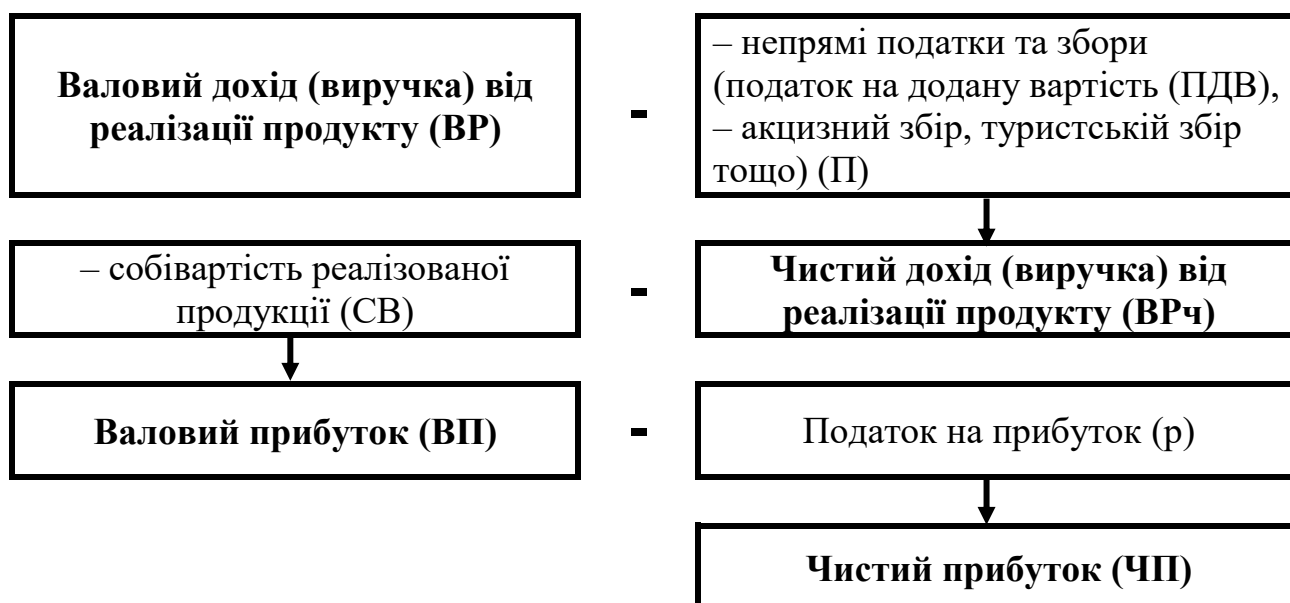 Валовий дохід (виручка) від
реалізації продукту (ВР)
-
– непрямі податки та збори
(податок на додану вартість (ПДВ),
– акцизний збір, туристській збір
тощо) (П)
– собівартість реалізованої
продукції (СВ)
-
Чистий дохід (виручка) від
реалізації продукту (ВРч)
Валовий прибуток (ВП)
-
Податок на прибуток (р)
Чистий прибуток (ЧП)